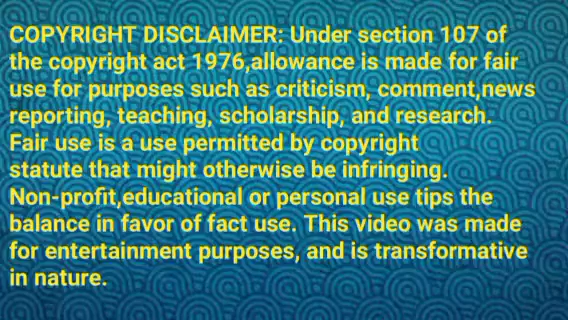 COPYRIGHT DISCLAIMER: Under section 107 of
the copyright act 1976,allowance is made for fair
use for purposes such as criticism, comment,news
reporting, teaching, scholarship, and research.
Fair use is a use permitted by copyright
statute that might otherwise be infringing.
Non-profit,educational or personal use tips the
balance in favor of fact use. This video was made
for entertainment purposes, and is transformative
in nature.